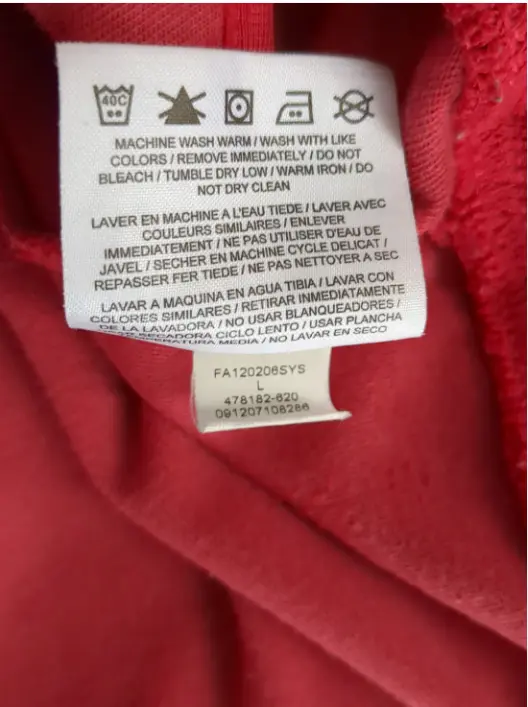 40C
MACHINE WASH WARM / WASH WITH LIKE
COLORS / REMOVE IMMEDIATELY / DO NOT
BLEACH / TUMBLE DRY LOW / WARM IRON / DO
NOT DRY CLEAN
LAVER EN MACHINE A L'EAU TIEDE / LAVER AVEC
COULEURS SIMILAIRES / ENLEVER
IMMEDIATEMENT / NE PAS UTILISER D'EAU DE
JAVEL / SECHER EN MACHINE CYCLE DELICAT /
REPASSER FER TIEDE / NE PAS NETTOYER A SEC
LAVAR A MAQUINA EN AGUA TIBIA / LAVAR CON
COLORES SIMILARES / RETIRAR INMEDIATAMENTE
DE LA LAVADORA / NO USAR BLANQUEADORES /
SECADORA CICLO LENTO / USAR PLANCHA
TEMPERATURA MEDIA / NO LAVAR EN SECO
FA120206SYS
L
478182-620
091207108286